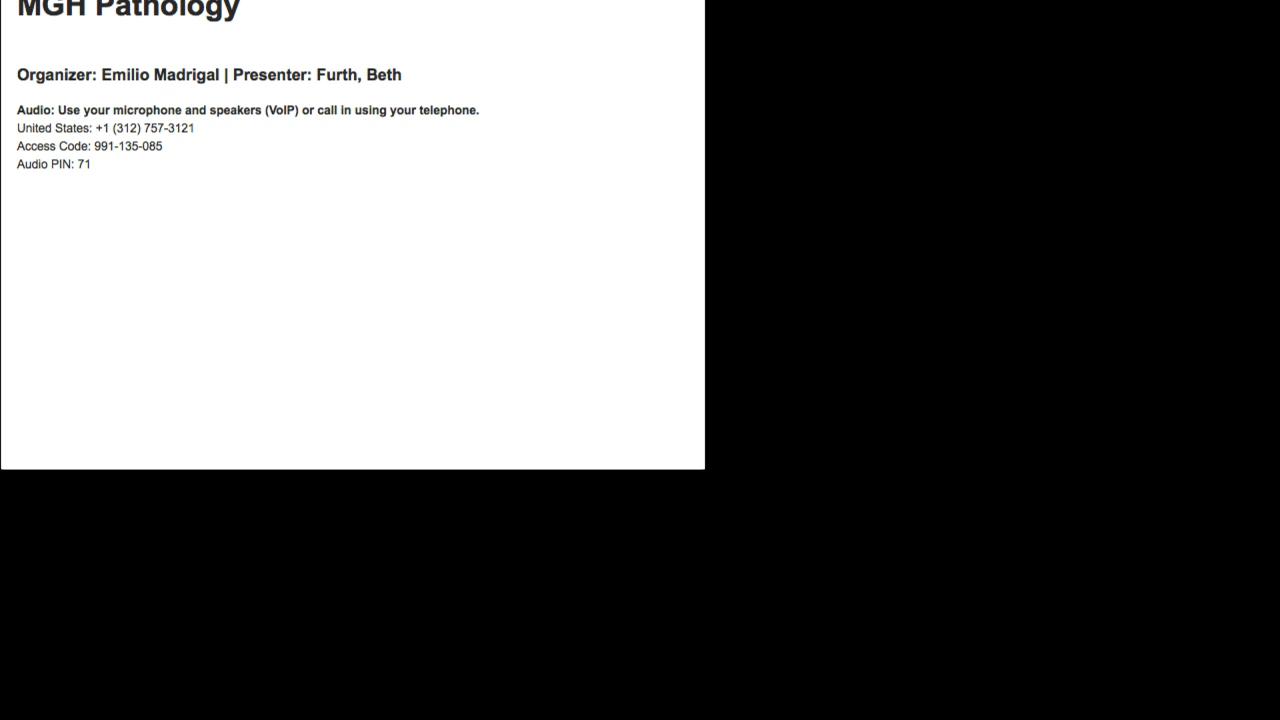 MGH Pathology
Organizer: Emilio Madrigal | Presenter: Furth, Beth
Audio: Use your microphone and speakers (VoIP) or call in using your telephone.
United States: +1 (312) 757-3121
Access Code: 991-135-085
Audio PIN: 71